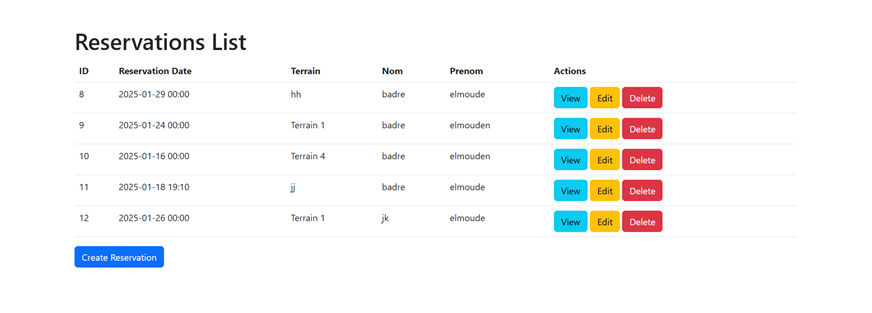 Reservations List
ID Reservation Date Terrain Nom Prenom Actions
8 2025-01-29 00:00 hh badre elmoude View Edit Delete
9 2025-01-24 00:00 Terrain 1 badre elmouden View Edit Delete
10 2025-01-16 00:00 Terrain 4 badre elmouden View Edit Delete
11 2025-01-18 19:10 jj badre elmoude View Edit Delete
12 2025-01-26 00:00 Terrain 1 jk elmoude View Edit Delete
Create Reservation